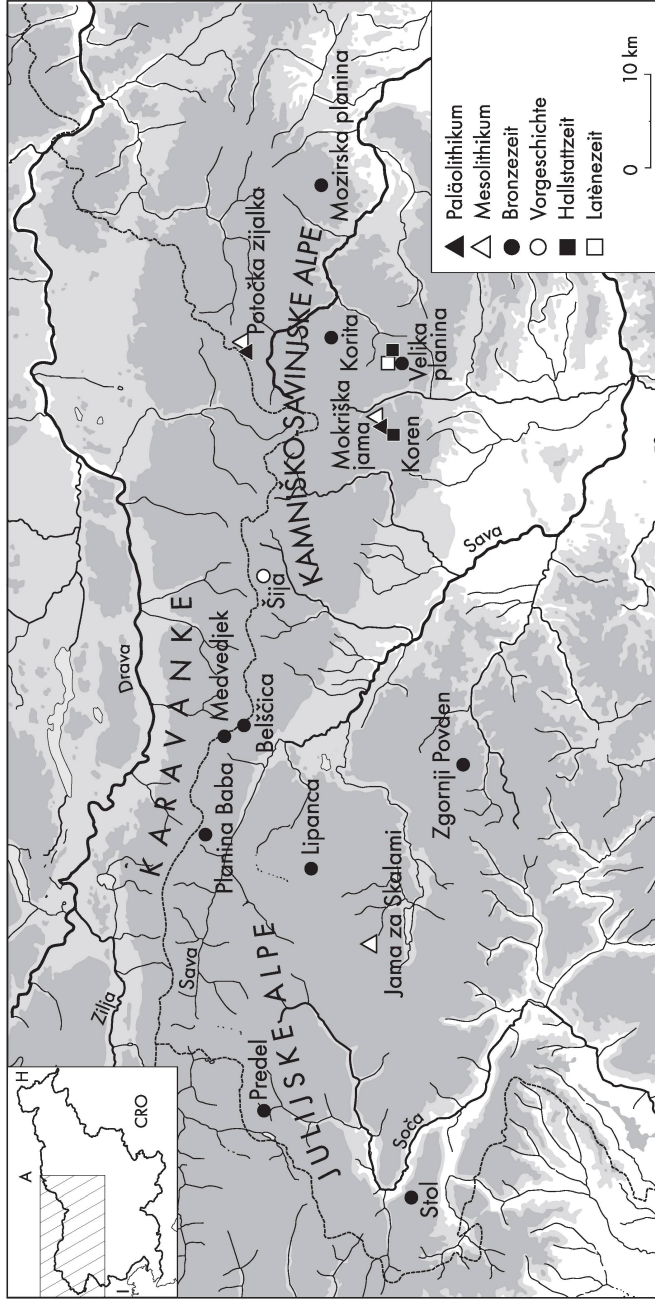 A
H
CRO
I
Zilja
Drava
KARAVANKE
Sava
Predel
JULIJSKE ALPE
Planina Baba
Medvedjek
Belščica
Šija
Potočka zijalka
KAMNIŠKO-SAVINJSKE ALPE
Mozirska planina
Lipanca
Mokriška
jama
Koren
Korita
Velika
planina
Jama za Skalami
Sava
Soča
Stol
Zgornji Povden
Paläolithikum
Mesolithikum
Bronzezeit
Vorgeschichte
Hallstattzeit
Latènezeit
0
10 km